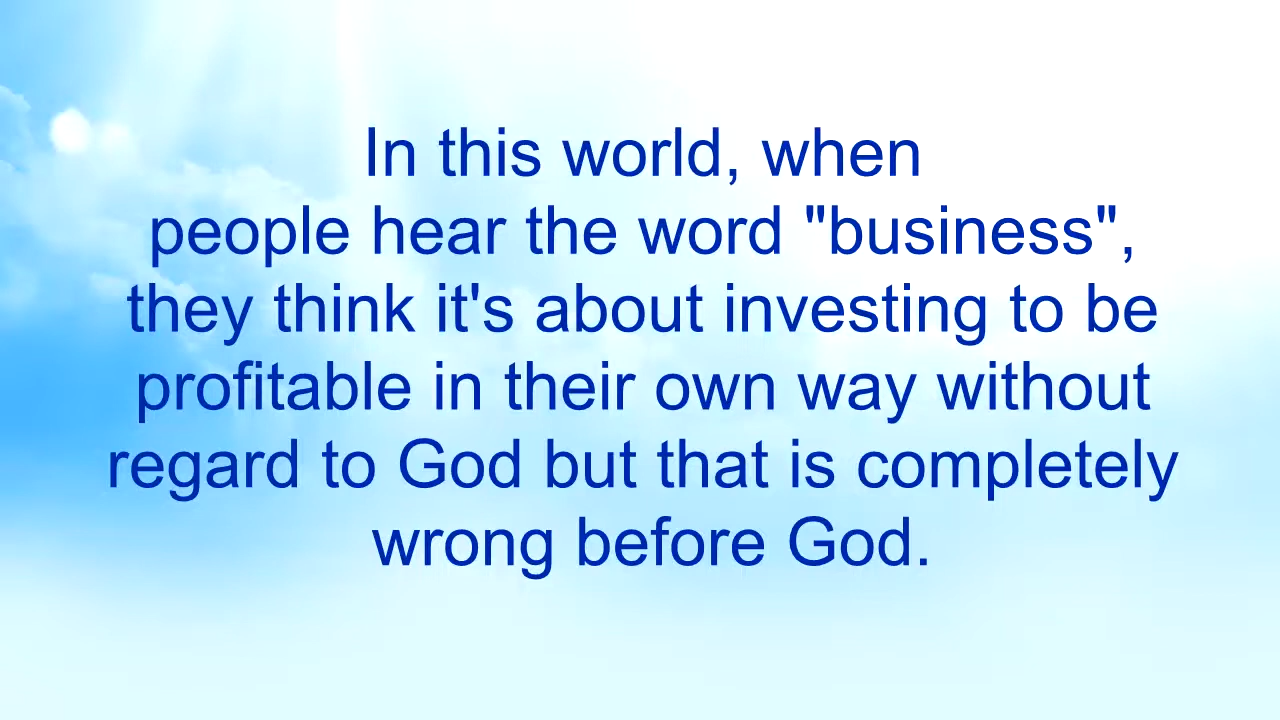 In this world, when
people hear the word "business",
they think it's about investing to be
profitable in their own way without
regard to God but that is completely
wrong before God.